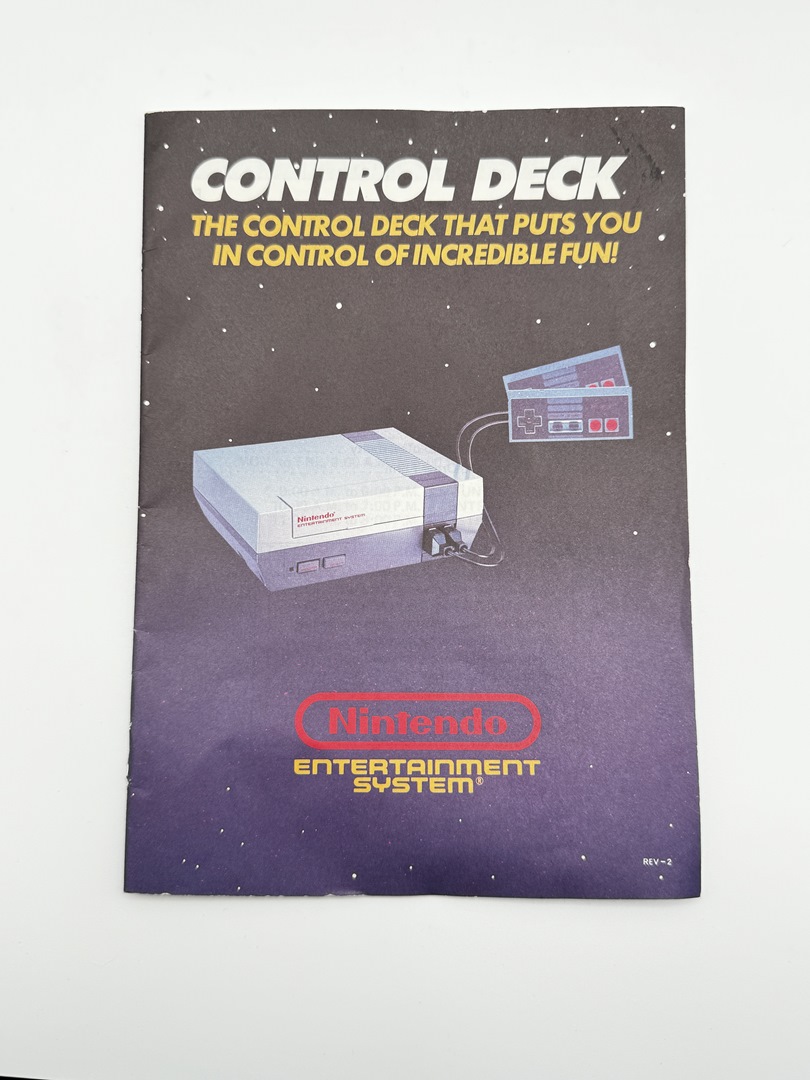 CONTROL DECK
THE CONTROL DECK THAT PUTS YOU
IN CONTROL OF INCREDIBLE FUN!
Nintendo
ENTERTAINMENT SYSTEM
Nintendo
ENTERTAINMENT
SYSTEM®
REV-2